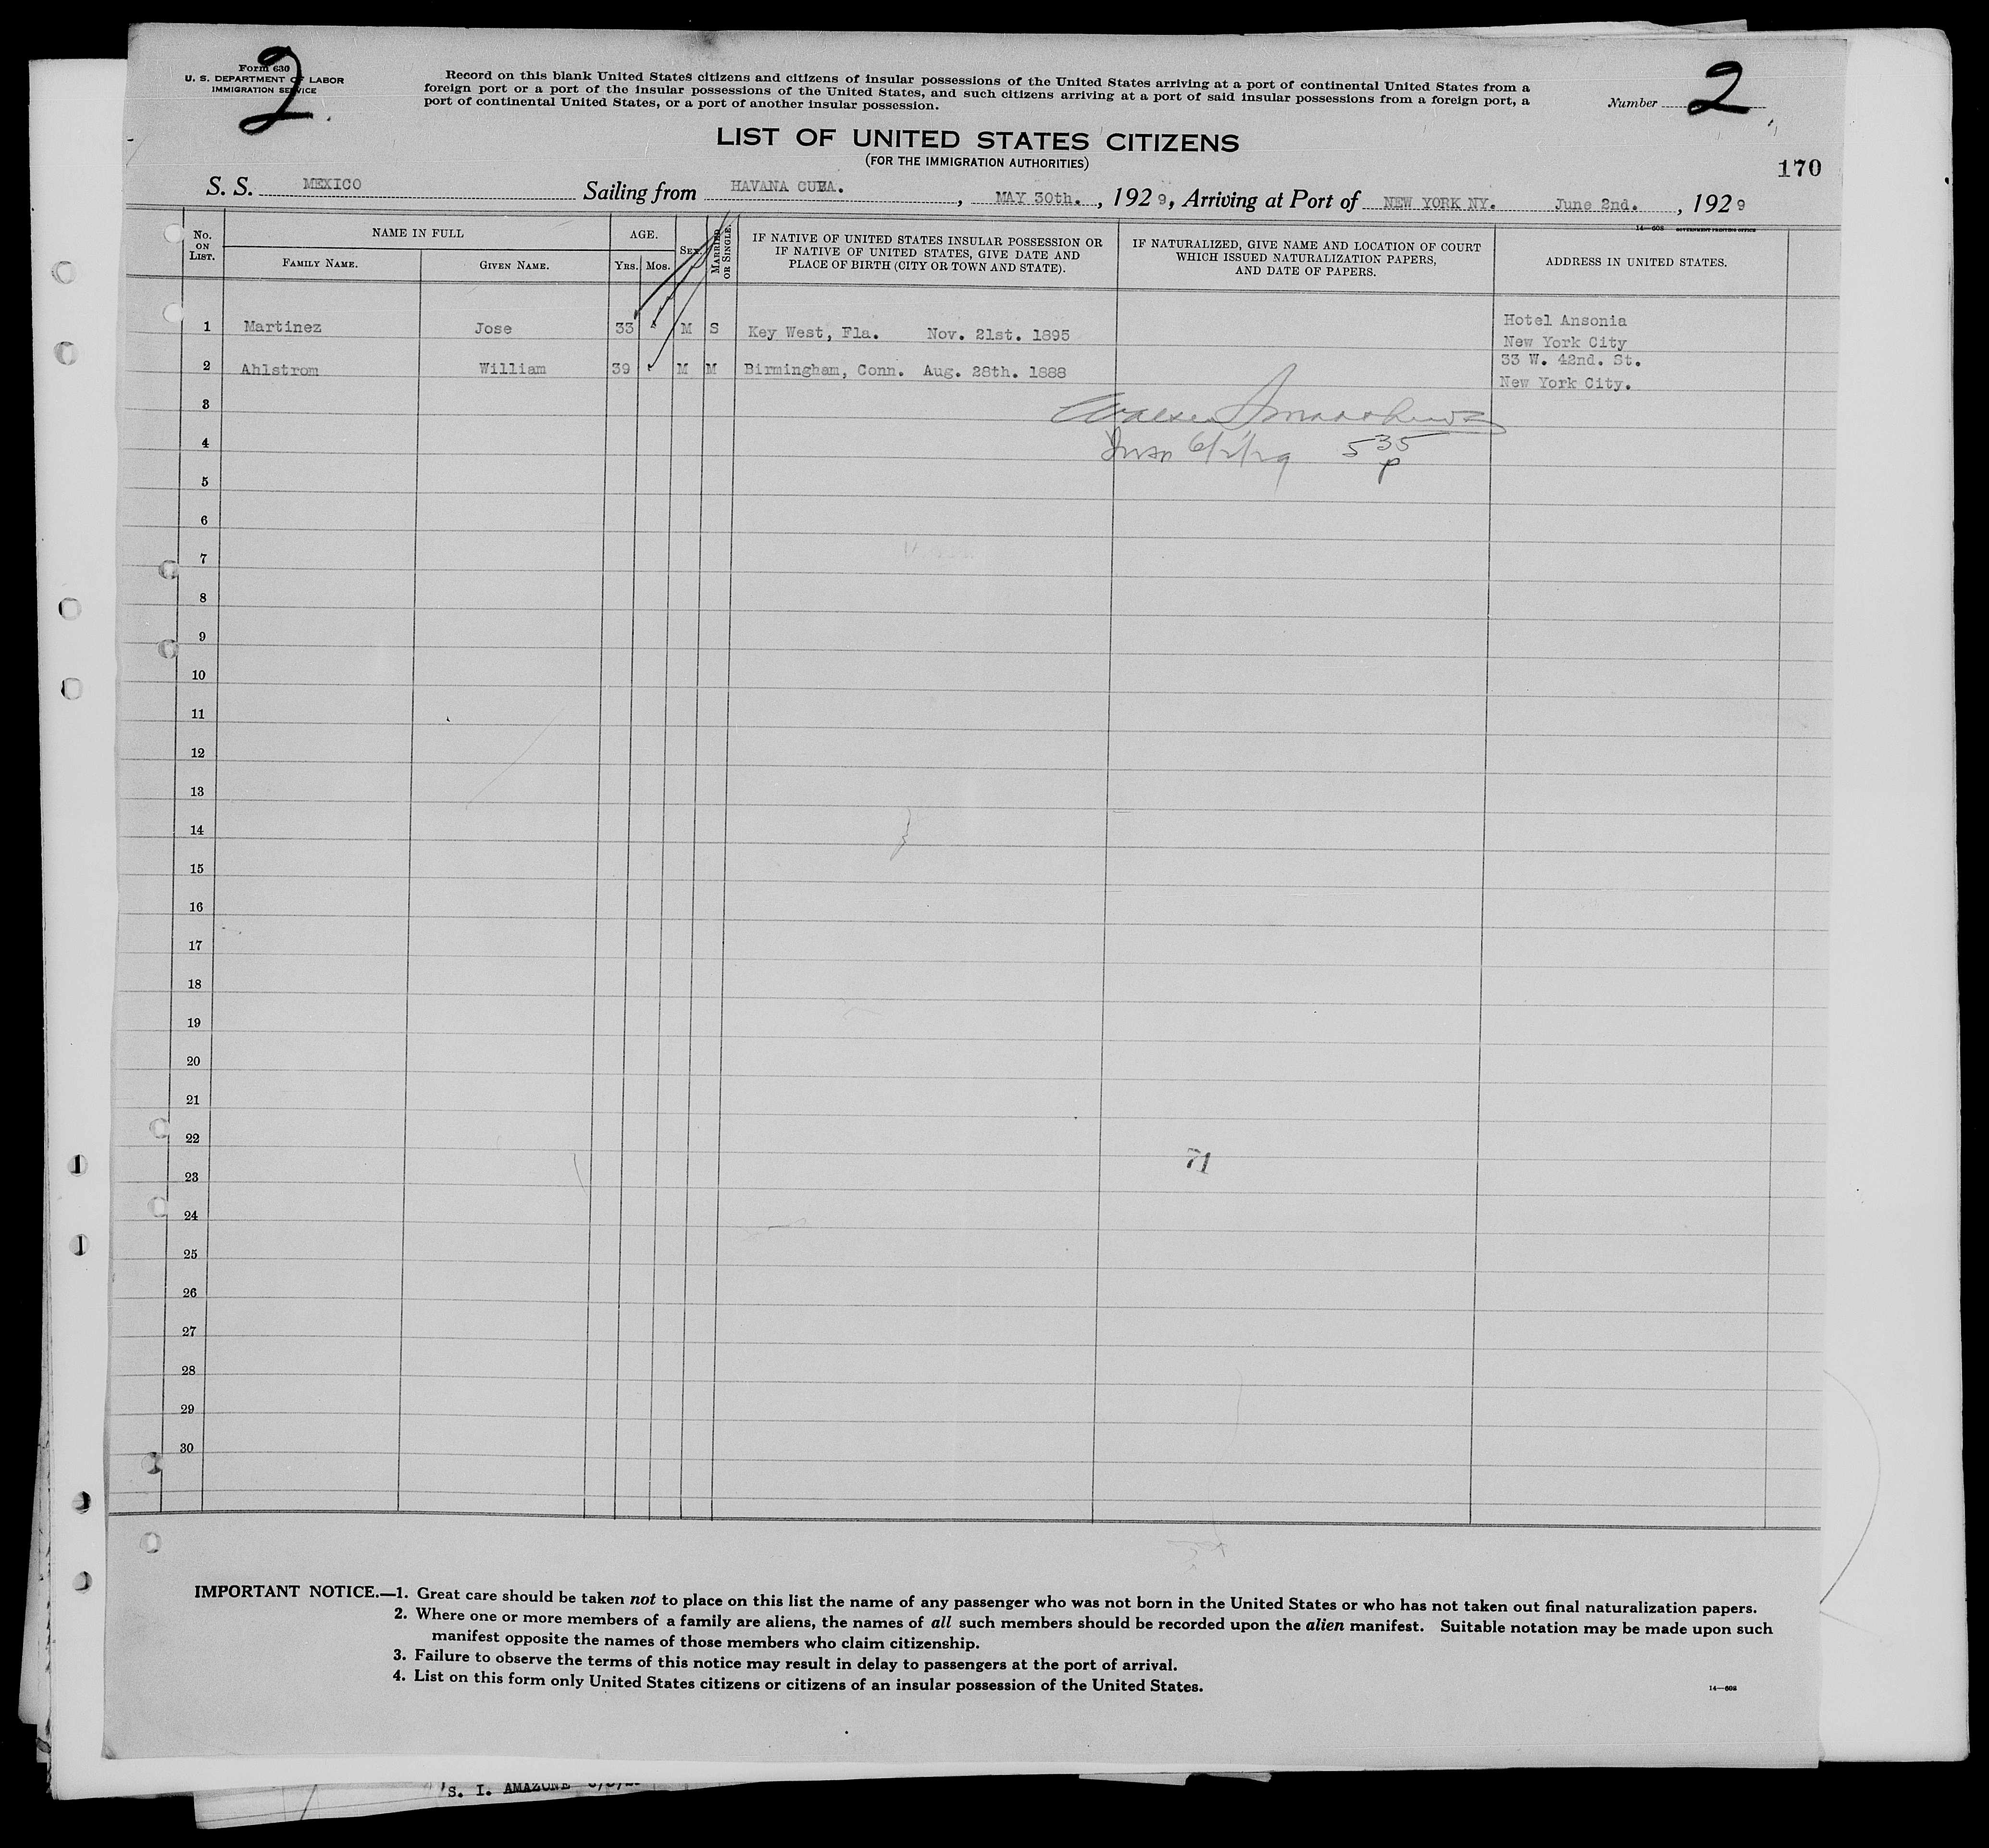 2 2
Form 630
U. S. DEPARTMENT OF LABOR
IMMIGRATION SERVICE
Record on this blank United States citizens and citizens of insular possessions of the United States arriving at a port of continental United States from a
foreign port or a port of the insular possessions of the United States, and such citizens arriving at a port of said insular possessions from a foreign port, a
port of continental United States, or a port of another insular possession.
Number
LIST OF UNITED STATES CITIZENS
(FOR THE IMMIGRATION AUTHORITIES)
170
S. S. MEXICO Sailing from HAVANA CUBA. , MAY 30th. , 1929, Arriving at Port of NEW YORK NY. June 2nd. , 1929
14—608 GOVERNMENT PRINTING OFFICE
No. ON LIST. NAME IN FULL AGE. SEX. MARRIED OR SINGLE. IF NATIVE OF UNITED STATES INSULAR POSSESSION OR IF NATIVE OF UNITED STATES, GIVE DATE AND PLACE OF BIRTH (CITY OR TOWN AND STATE). IF NATURALIZED, GIVE NAME AND LOCATION OF COURT WHICH ISSUED NATURALIZATION PAPERS, AND DATE OF PAPERS. ADDRESS IN UNITED STATES.
FAMILY NAME. GIVEN NAME. Yrs. Mos.
1 Martinez Jose 33 M S Key West, Fla. Nov. 21st. 1895 Hotel Ansonia
New York City
2 Ahlstrom William 39 M M Birmingham, Conn. Aug. 28th. 1888 33 W. 42nd. St.
New York City.
3
4 6/2/29 5 35 P
5
6
7
8
9
10
11
12
13
14
15
16
17
18
19
20
21
22
71
23
24
25
26
27
28
29
30
IMPORTANT NOTICE.—1. Great care should be taken not to place on this list the name of any passenger who was not born in the United States or who has not taken out final naturalization papers.
2. Where one or more members of a family are aliens, the names of all such members should be recorded upon the alien manifest. Suitable notation may be made upon such
manifest opposite the names of those members who claim citizenship.
3. Failure to observe the terms of this notice may result in delay to passengers at the port of arrival.
4. List on this form only United States citizens or citizens of an insular possession of the United States.
14—608
S. I. AMAZONE